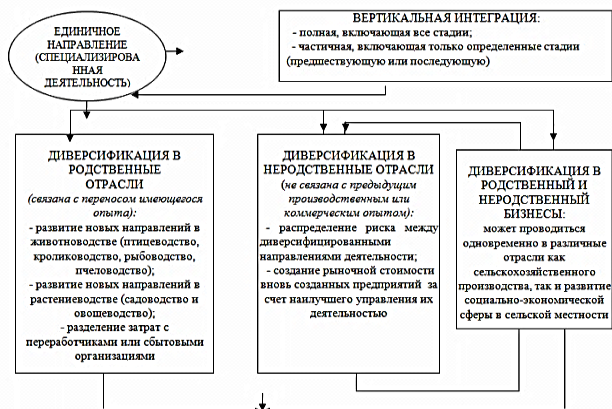 ЕДИНИЧНОЕ
НАПРАВЛЕНИЕ
(СПЕЦИАЛИЗИРОВА
ННАЯ
ДЕЯТЕЛЬНОСТЬ)
ВЕРТИКАЛЬНАЯ ИНТЕГРАЦИЯ:
- полная, включающая все стадии;
- частичная, включающая только определенные стадии
(предшествующую или последующую)
ДИВЕРСИФИКАЦИЯ В
РОДСТВЕННЫЕ
ОТРАСЛИ
(связана с переносом имеющегося
опыта):
- развитие новых направлений в
животноводстве (птицеводство,
кролиководство, рыбоводство,
пчеловодство);
- развитие новых направлений в
растениеводстве (садоводство и
овощеводство);
- разделение затрат с
переработчиками или сбытовыми
организациями
ДИВЕРСИФИКАЦИЯ В
НЕРОДСТВЕННЫЕ ОТРАСЛИ
(не связана с предыдущим
производственным или
коммерческим опытом):
- распределение риска между
диверсифицированными
направлениями деятельности;
- создание рыночной стоимости
вновь созданных предприятий за
счет наилучшего управления их
деятельностью
ДИВЕРСИФИКАЦИЯ В
РОДСТВЕННЫЙ И
НЕРОДСТВЕННЫЙ
БИЗНЕСЫ:
может проводиться
одновременно в различные
отрасли как
сельскохозяйственного
производства, так и развитие
социально-экономической
сферы в сельской местности